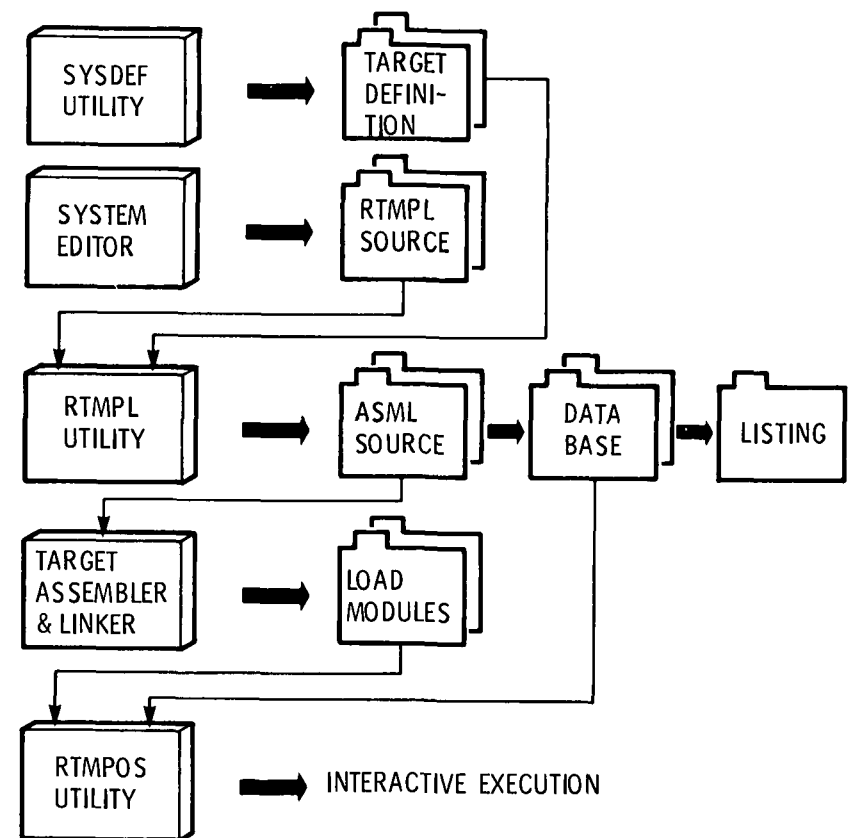 SYSDEF
UTILITY
TARGET
DEFINI-
TION
SYSTEM
EDITOR
RTMPL
SOURCE
RTMPL
UTILITY
ASML
SOURCE
DATA
BASE
LISTING
TARGET
ASSEMBLER
& LINKER
LOAD
MODULES
RTMPOS
UTILITY
INTERACTIVE EXECUTION